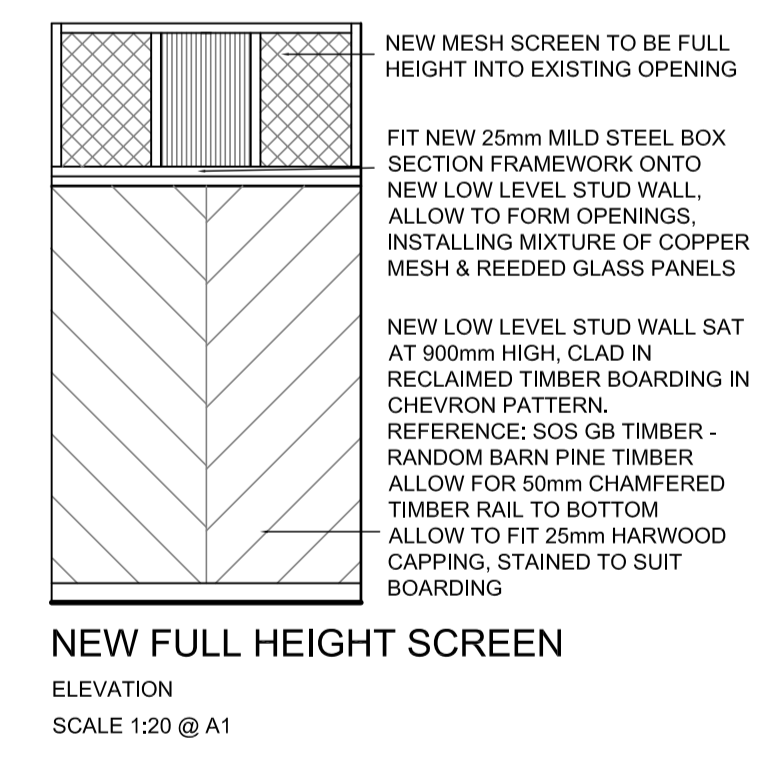 NEW MESH SCREEN TO BE FULL
HEIGHT INTO EXISTING OPENING
FIT NEW 25mm MILD STEEL BOX
SECTION FRAMEWORK ONTO
NEW LOW LEVEL STUD WALL,
ALLOW TO FORM OPENINGS,
INSTALLING MIXTURE OF COPPER
MESH & REEDED GLASS PANELS
NEW LOW LEVEL STUD WALL SAT
AT 900mm HIGH, CLAD IN
RECLAIMED TIMBER BOARDING IN
CHEVRON PATTERN.
REFERENCE: SOS GB TIMBER -
RANDOM BARN PINE TIMBER
ALLOW FOR 50mm CHAMFERED
TIMBER RAIL TO BOTTOM
ALLOW TO FIT 25mm HARWOOD
CAPPING, STAINED TO SUIT
BOARDING
NEW FULL HEIGHT SCREEN
ELEVATION
SCALE 1:20 @ A1